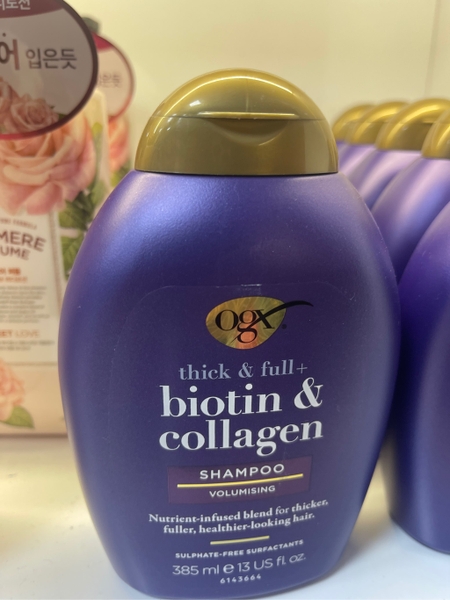 어 입은듯
MERE
UME
LOVE
ogx
thick & full+
biotin &
collagen
SHAMPOO
VOLUMISING
Nutrient-infused blend for thicker,
fuller, healthier-looking hair.
SULPHATE-FREE SURFACTANTS
385 ml e 13 US fl. oz.
6143664